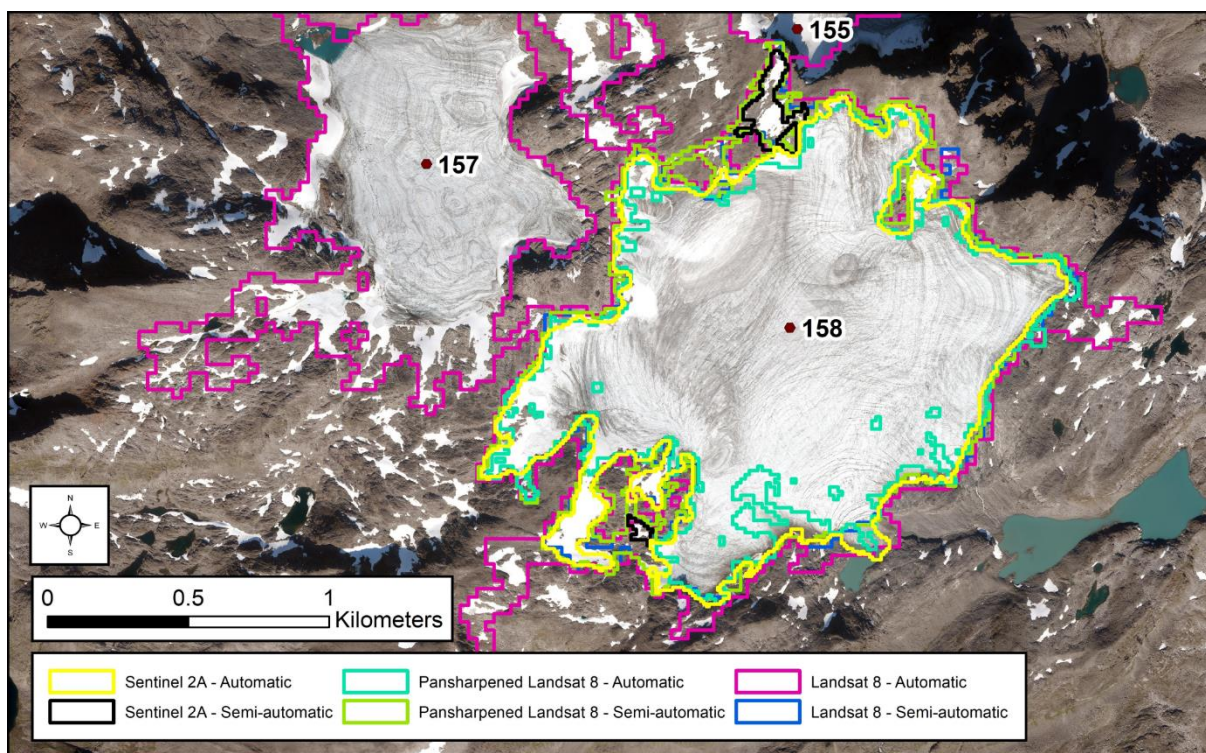 155
157
158
N
W E
S
0 0.5 1
Kilometers
Sentinel 2A - Automatic Pansharpened Landsat 8 - Automatic Landsat 8 - Automatic
Sentinel 2A - Semi-automatic Pansharpened Landsat 8 - Semi-automatic Landsat 8 - Semi-automatic